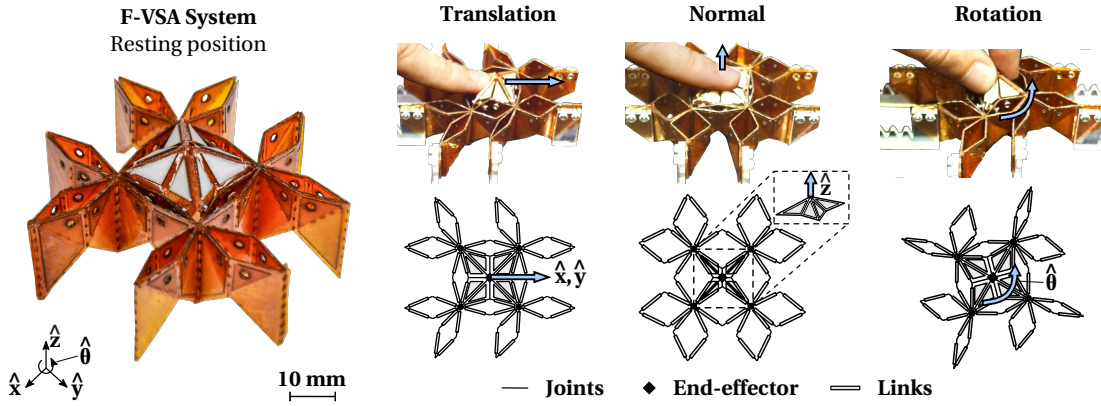 F-VSA System
Resting position
Translation
Normal
Rotation
ẑ
x̂, ŷ
θ̂
ẑ
θ̂
x̂
ŷ
10 mm
Joints
End-effector
Links